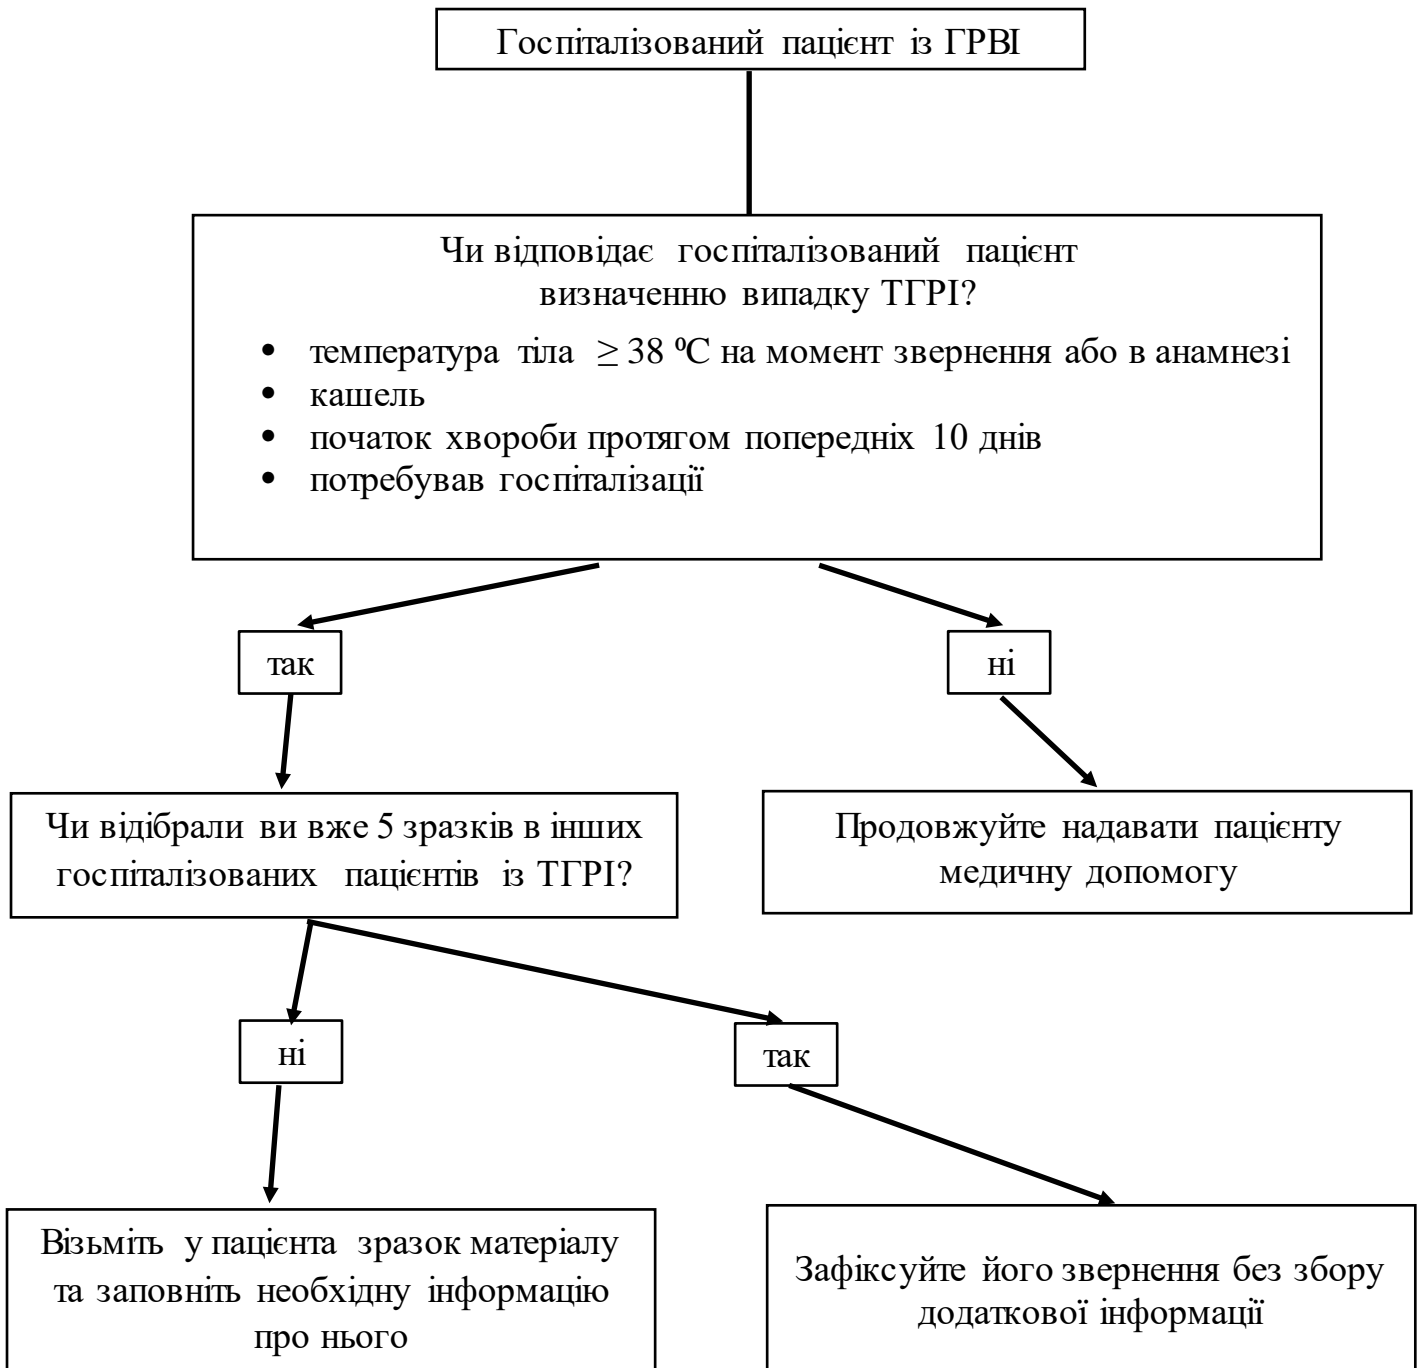 Госпіталізований пацієнт із ГРВІ
Чи відповідає госпіталізований пацієнт
визначенню випадку ТГРІ?
• температура тіла ≥ 38 ºС на момент звернення або в анамнезі
• кашель
• початок хвороби протягом попередніх 10 днів
• потребував госпіталізації
так
ні
Чи відібрали ви вже 5 зразків в інших
госпіталізованих пацієнтів із ТГРІ?
Продовжуйте надавати пацієнту
медичну допомогу
ні
так
Візьміть у пацієнта зразок матеріалу
та заповніть необхідну інформацію
про нього
Зафіксуйте його звернення без збору
додаткової інформації